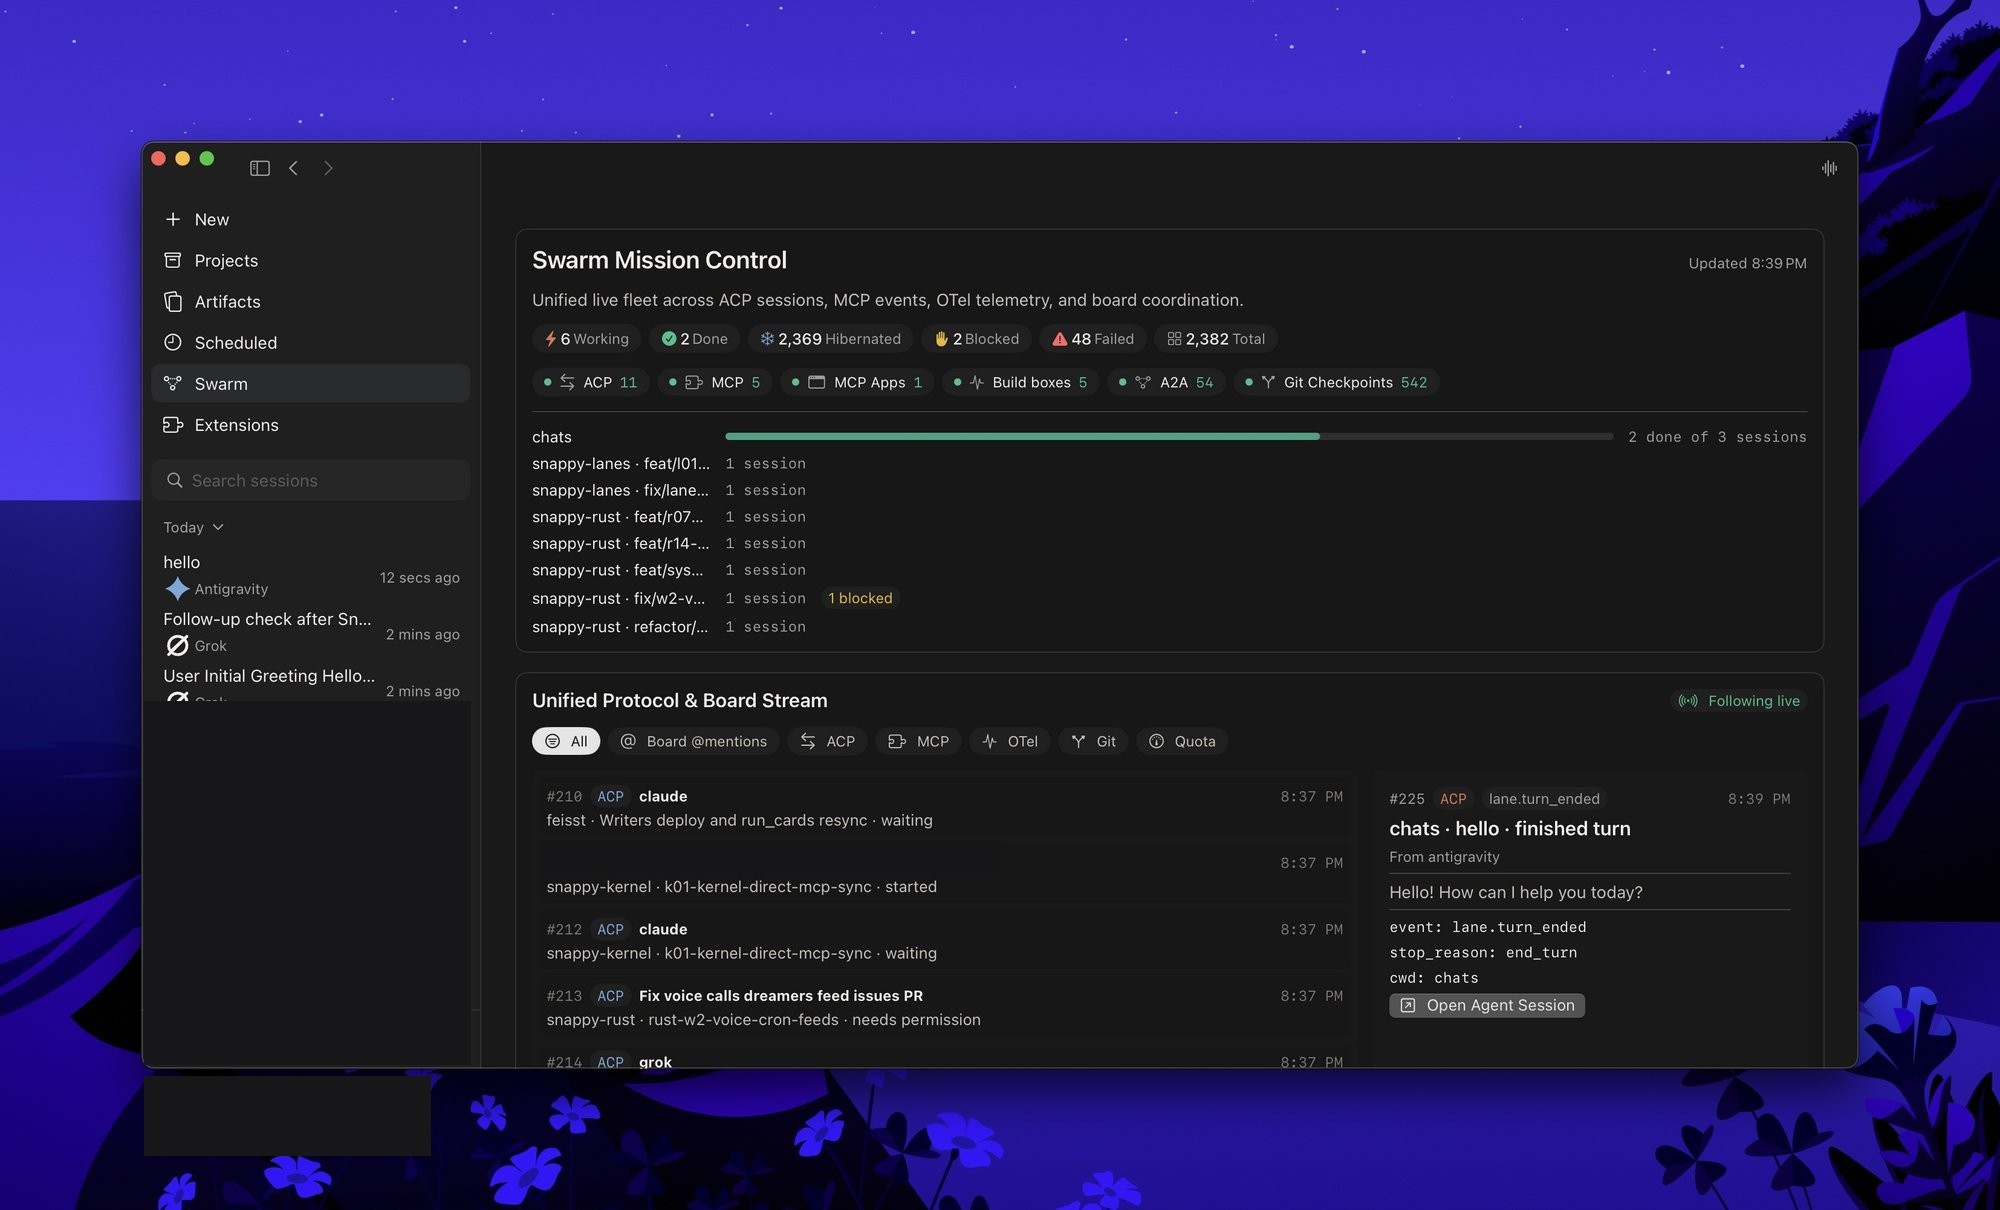 New
Projects
Artifacts
Scheduled
Swarm
Extensions
Search sessions
Today
hello
Antigravity
12 secs ago
Follow-up check after Sn...
Grok
2 mins ago
User Initial Greeting Hello...
2 mins ago
Swarm Mission Control
Updated 8:39 PM
Unified live fleet across ACP sessions, MCP events, OTel telemetry, and board coordination.
6 Working 2 Done 2,369 Hibernated 2 Blocked 48 Failed 2,382 Total
ACP 11 MCP 5 MCP Apps 1 Build boxes 5 A2A 54 Git Checkpoints 542
chats 2 done of 3 sessions
snappy-lanes · feat/l01... 1 session
snappy-lanes · fix/lane... 1 session
snappy-rust · feat/r07... 1 session
snappy-rust · feat/r14-... 1 session
snappy-rust · feat/sys... 1 session
snappy-rust · fix/w2-v... 1 session 1 blocked
snappy-rust · refactor/... 1 session
Unified Protocol & Board Stream
Following live
All @ Board @mentions ACP MCP OTel Git Quota
#210 ACP claude 8:37 PM
feisst · Writers deploy and run_cards resync · waiting
8:37 PM
snappy-kernel · k01-kernel-direct-mcp-sync · started
#212 ACP claude 8:37 PM
snappy-kernel · k01-kernel-direct-mcp-sync · waiting
#213 ACP Fix voice calls dreamers feed issues PR 8:37 PM
snappy-rust · rust-w2-voice-cron-feeds · needs permission
#214 ACP grok 8:37 PM
#225 ACP lane.turn_ended 8:39 PM
chats · hello · finished turn
From antigravity
Hello! How can I help you today?
event: lane.turn_ended
stop_reason: end_turn
cwd: chats
Open Agent Session